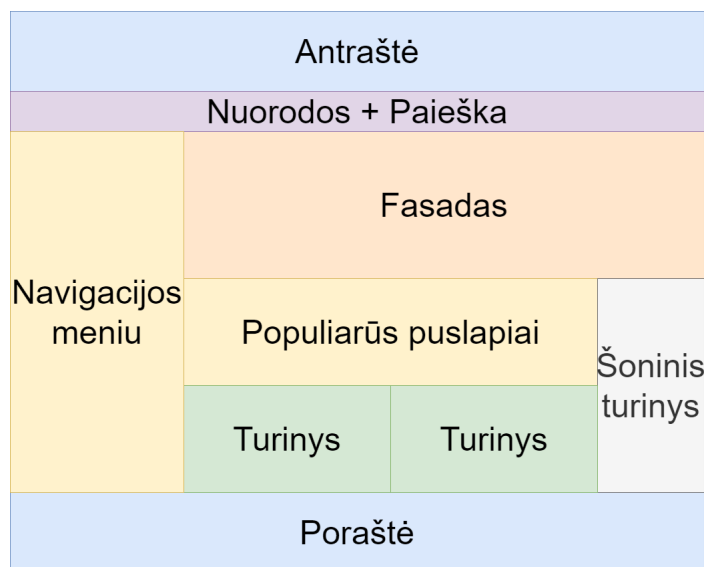 Antraštė
Nuorodos + Paieška
Fasadas
Navigacijos
meniu
Populiarūs puslapiai
Šoninis
turinys
Turinys
Turinys
Poraštė